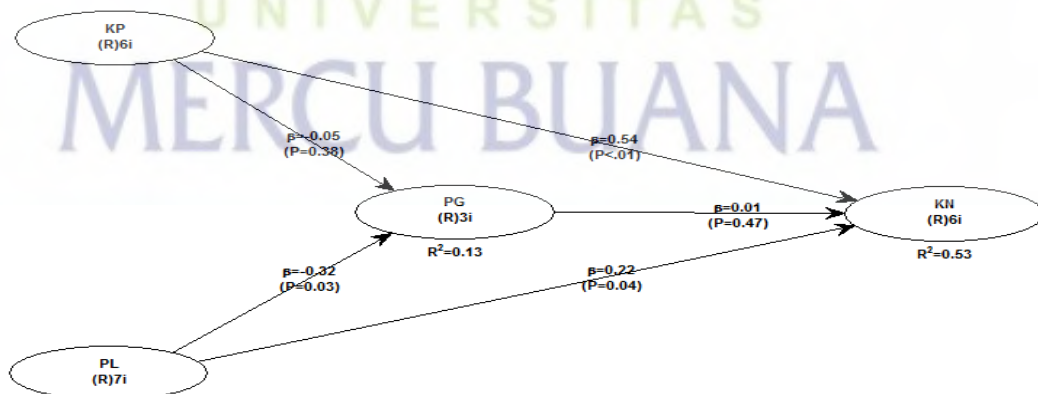 UNIVERSITAS
MERCU BUANA
KP
(R)6i
β=-0.05
(P=0.38)
β=0.54
(P<.01)
PG
(R)3i
R²=0.13
β=0.01
(P=0.47)
KN
(R)6i
R²=0.53
β=-0.32
(P=0.03)
β=0.22
(P=0.04)
PL
(R)7i